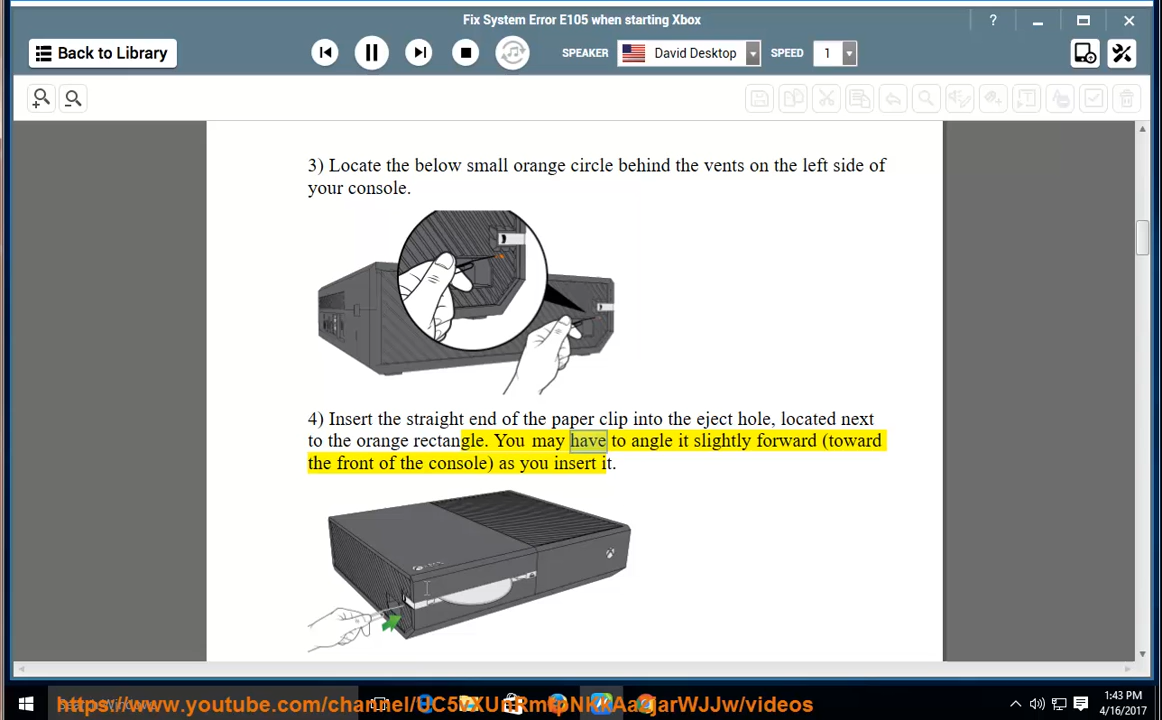 Fix System Error E105 when starting Xbox
?
Back to Library
SPEAKER
David Desktop
SPEED
1
3) Locate the below small orange circle behind the vents on the left side of
your console.
4) Insert the straight end of the paper clip into the eject hole, located next
to the orange rectangle. You may have to angle it slightly forward (toward
the front of the console) as you insert it.
1:43 PM
4/16/2017